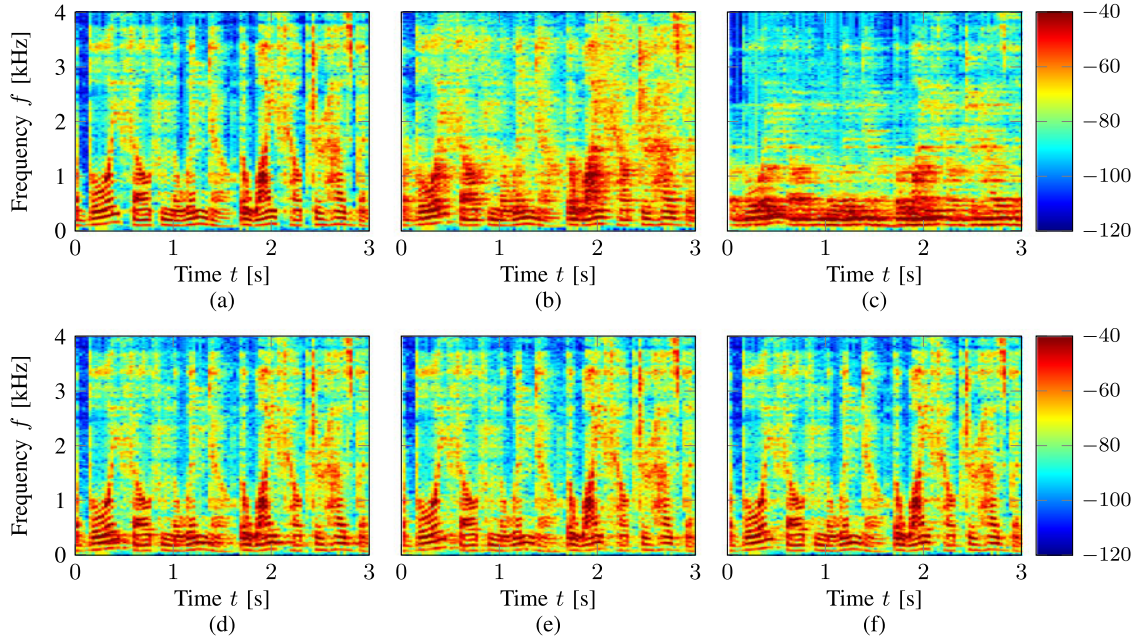 4
3
2
1
0
Frequency f [kHz]
0 1 2 3
Time t [s]
(a)
0 1 2 3
Time t [s]
(b)
0 1 2 3
Time t [s]
(c)
−40
−60
−80
−100
−120
4
3
2
1
0
Frequency f [kHz]
0 1 2 3
Time t [s]
(d)
0 1 2 3
Time t [s]
(e)
0 1 2 3
Time t [s]
(f)
−40
−60
−80
−100
−120